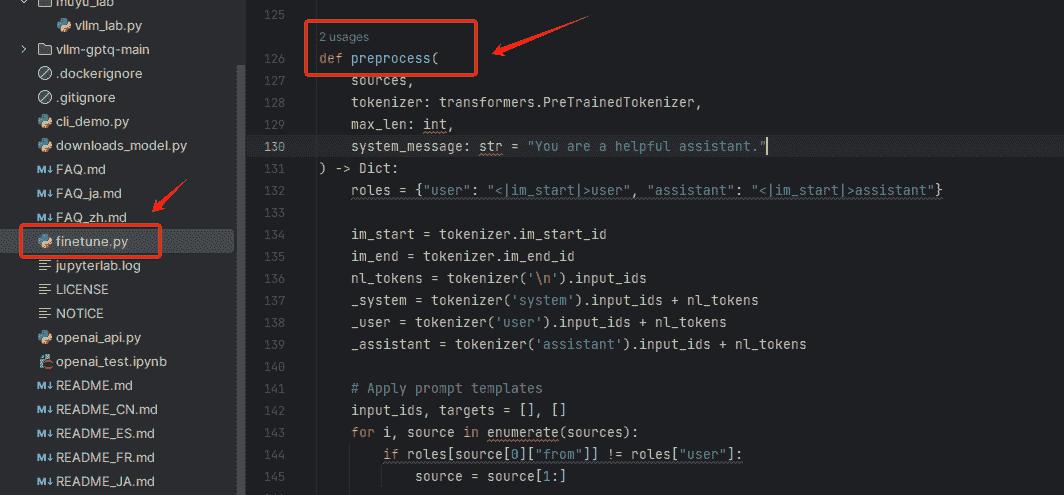 muyu_lab
vllm_lab.py
vllm-gptq-main
.dockerignore
.gitignore
cli_demo.py
downloads_model.py
M↓ FAQ.md
M↓ FAQ_ja.md
M↓ FAQ_zh.md
finetune.py
jupyterlab.log
LICENSE
NOTICE
openai_api.py
openai_test.ipynb
M↓ README.md
M↓ README_CN.md
M↓ README_ES.md
M↓ README_FR.md
M↓ README_JA.md
125
2 usages
126 def preprocess(
127 sources,
128 tokenizer: transformers.PreTrainedTokenizer,
129 max_len: int,
130 system_message: str = "You are a helpful assistant."
131 ) -> Dict:
132 roles = {"user": "<|im_start|>user", "assistant": "<|im_start|>assistant"}
133
134 im_start = tokenizer.im_start_id
135 im_end = tokenizer.im_end_id
136 nl_tokens = tokenizer('\n').input_ids
137 _system = tokenizer('system').input_ids + nl_tokens
138 _user = tokenizer('user').input_ids + nl_tokens
139 _assistant = tokenizer('assistant').input_ids + nl_tokens
140
141 # Apply prompt templates
142 input_ids, targets = [], []
143 for i, source in enumerate(sources):
144 if roles[source[0]["from"]] != roles["user"]:
145 source = source[1:]